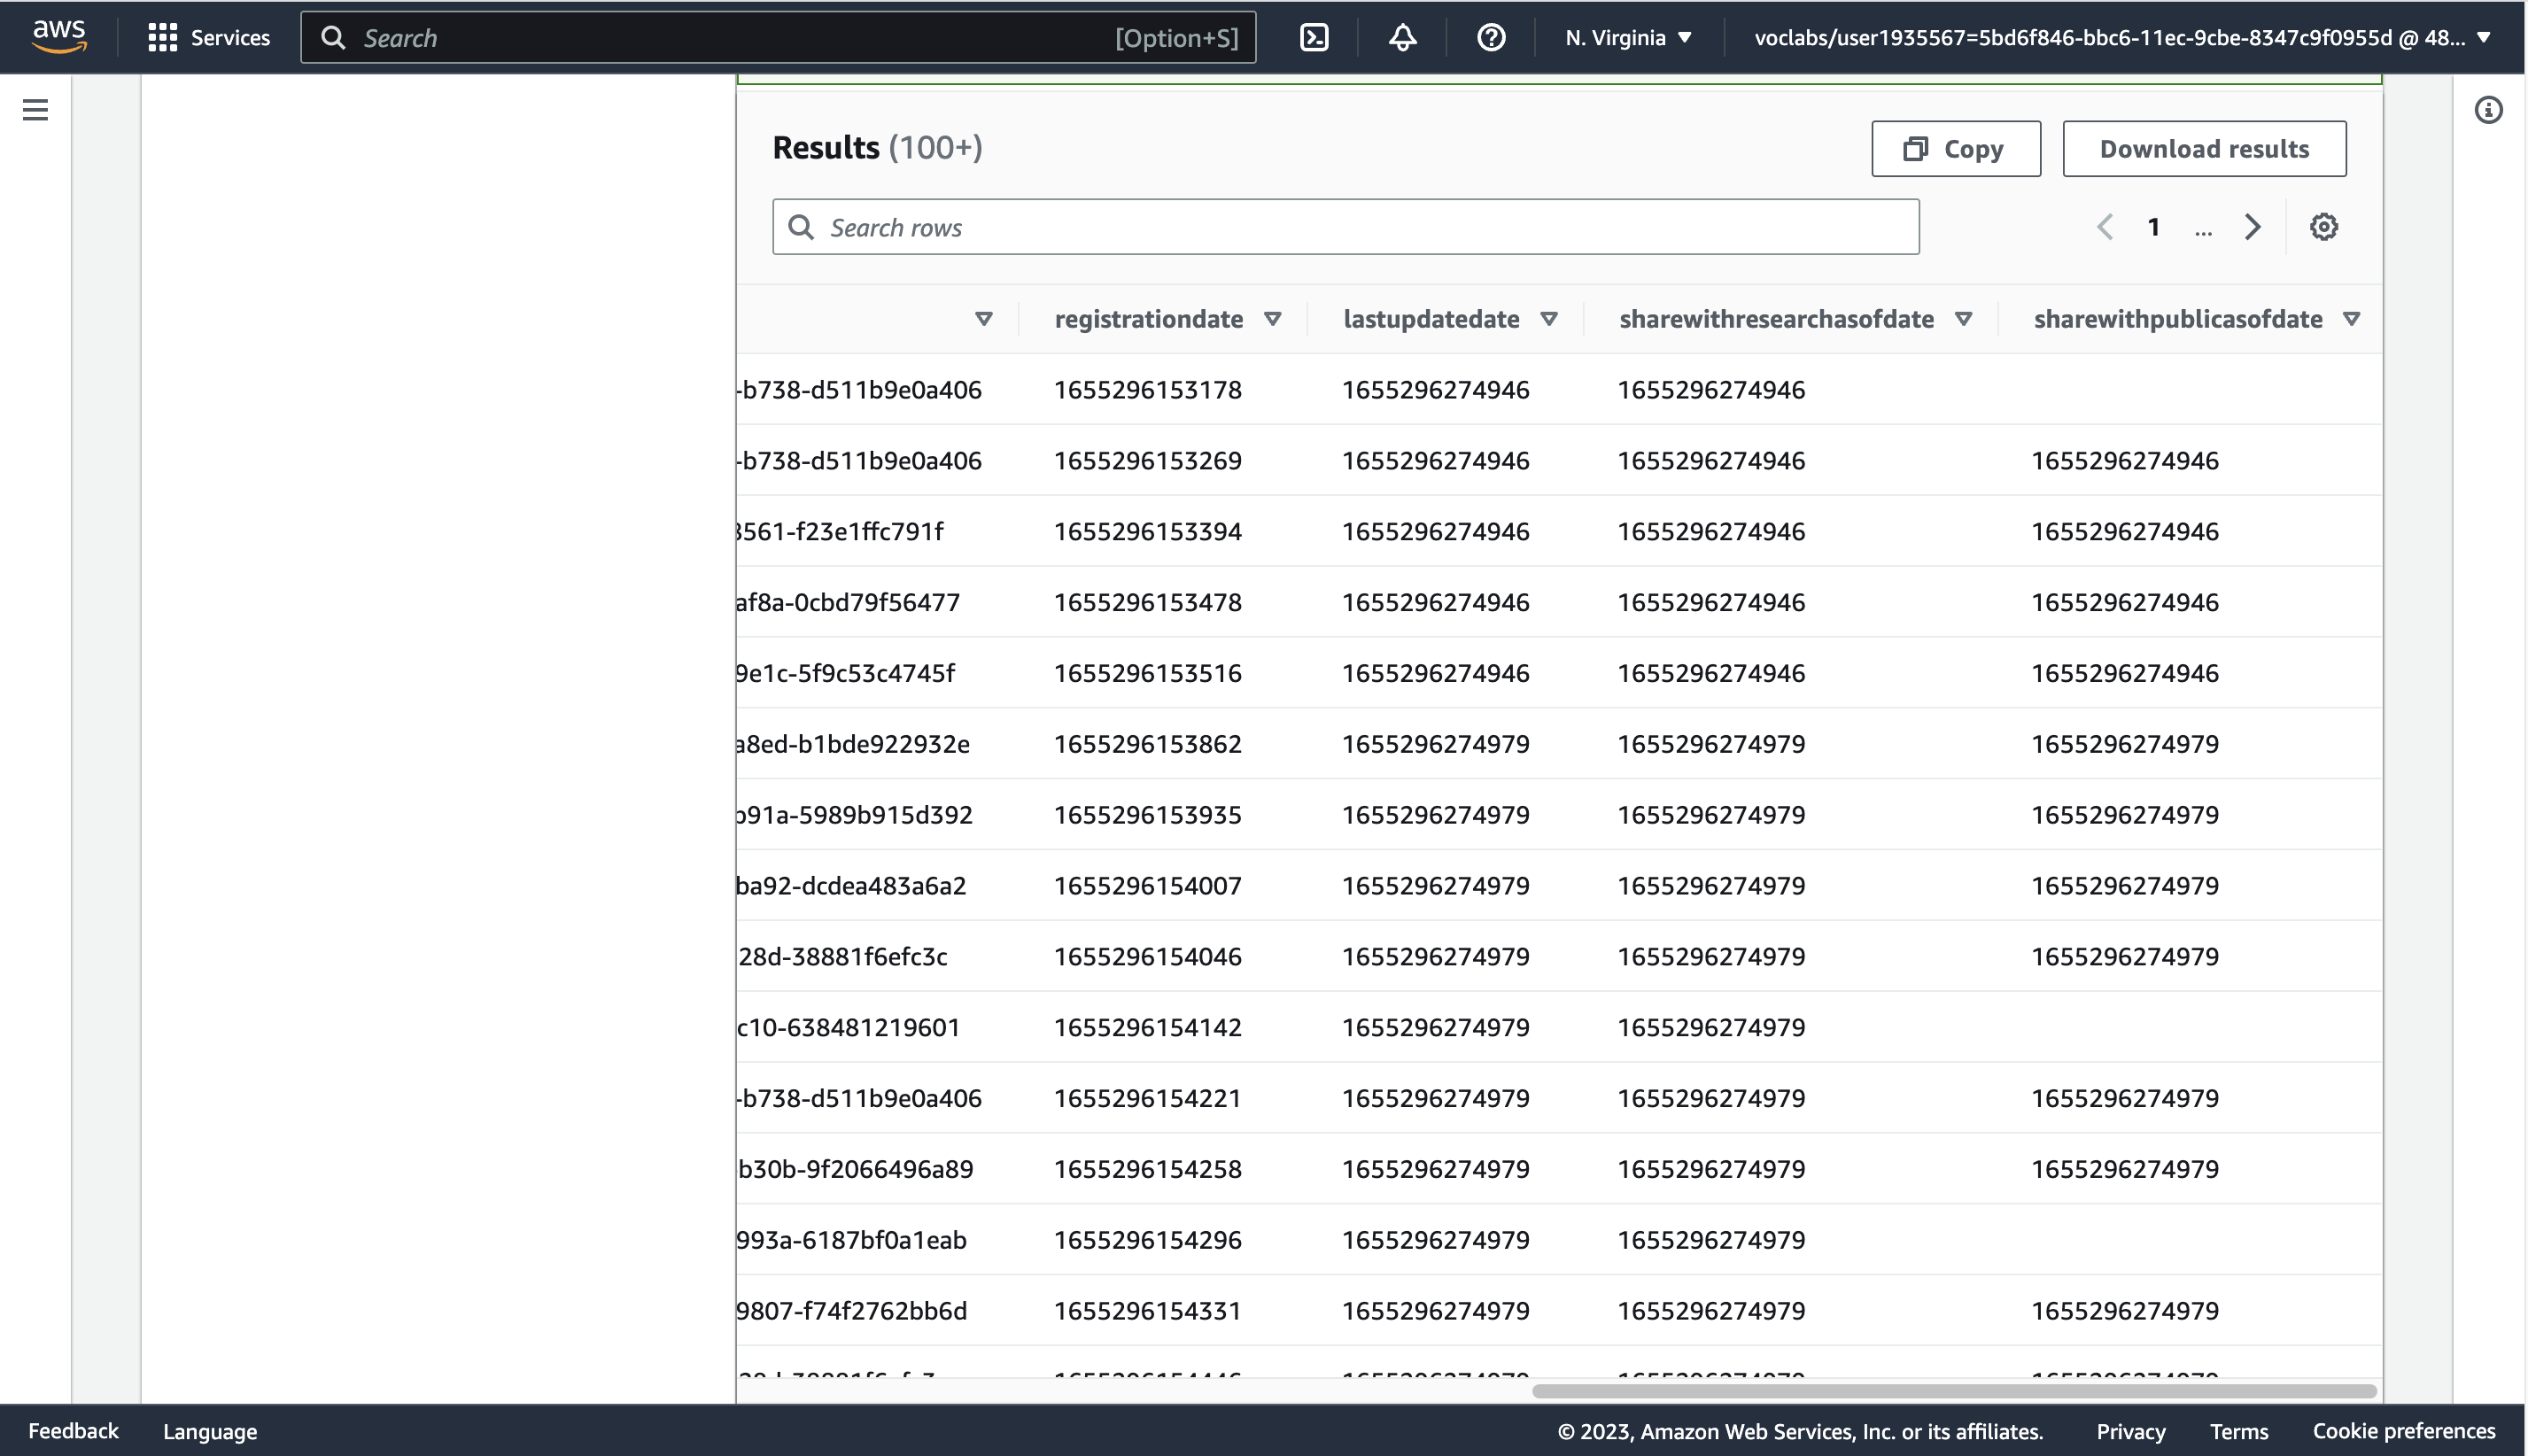 aws Services Search [Option+S] N. Virginia voclabs/user1935567=5bd6f846-bbc6-11ec-9cbe-8347c9f0955d @ 48...
Results (100+) Copy Download results
Search rows 1 ...
registrationdate lastupdatedate sharewithresearchasofdate sharewithpublicasofdate
-b738-d511b9e0a406 1655296153178 1655296274946 1655296274946
-b738-d511b9e0a406 1655296153269 1655296274946 1655296274946 1655296274946
3561-f23e1ffc791f 1655296153394 1655296274946 1655296274946 1655296274946
af8a-0cbd79f56477 1655296153478 1655296274946 1655296274946 1655296274946
9e1c-5f9c53c4745f 1655296153516 1655296274946 1655296274946 1655296274946
a8ed-b1bde922932e 1655296153862 1655296274979 1655296274979 1655296274979
b91a-5989b915d392 1655296153935 1655296274979 1655296274979 1655296274979
ba92-dcdea483a6a2 1655296154007 1655296274979 1655296274979 1655296274979
28d-38881f6efc3c 1655296154046 1655296274979 1655296274979 1655296274979
c10-638481219601 1655296154142 1655296274979 1655296274979
-b738-d511b9e0a406 1655296154221 1655296274979 1655296274979 1655296274979
b30b-9f2066496a89 1655296154258 1655296274979 1655296274979 1655296274979
993a-6187bf0a1eab 1655296154296 1655296274979 1655296274979
9807-f74f2762bb6d 1655296154331 1655296274979 1655296274979 1655296274979
Feedback Language © 2023, Amazon Web Services, Inc. or its affiliates. Privacy Terms Cookie preferences